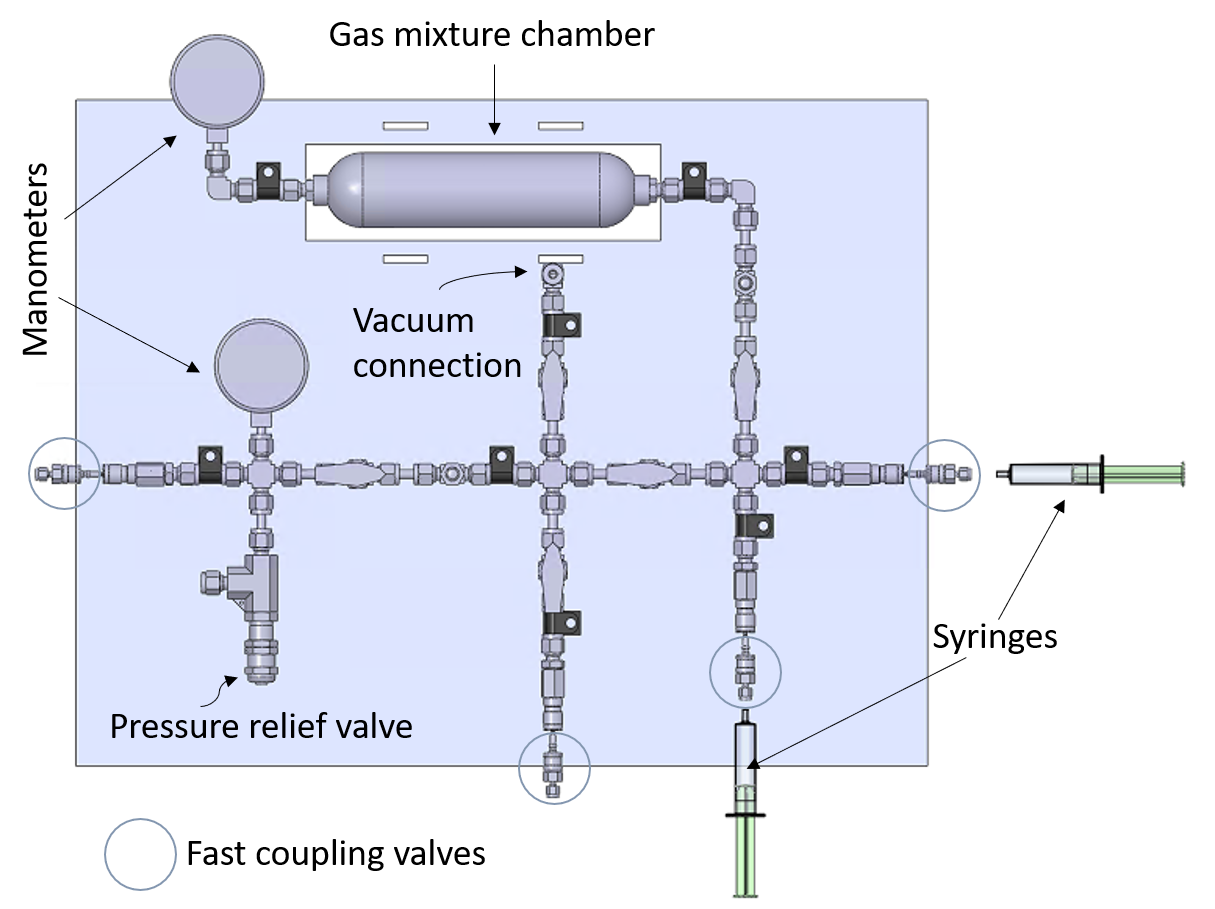 Gas mixture chamber
Manometers
Vacuum
connection
Syringes
Pressure relief valve
Fast coupling valves